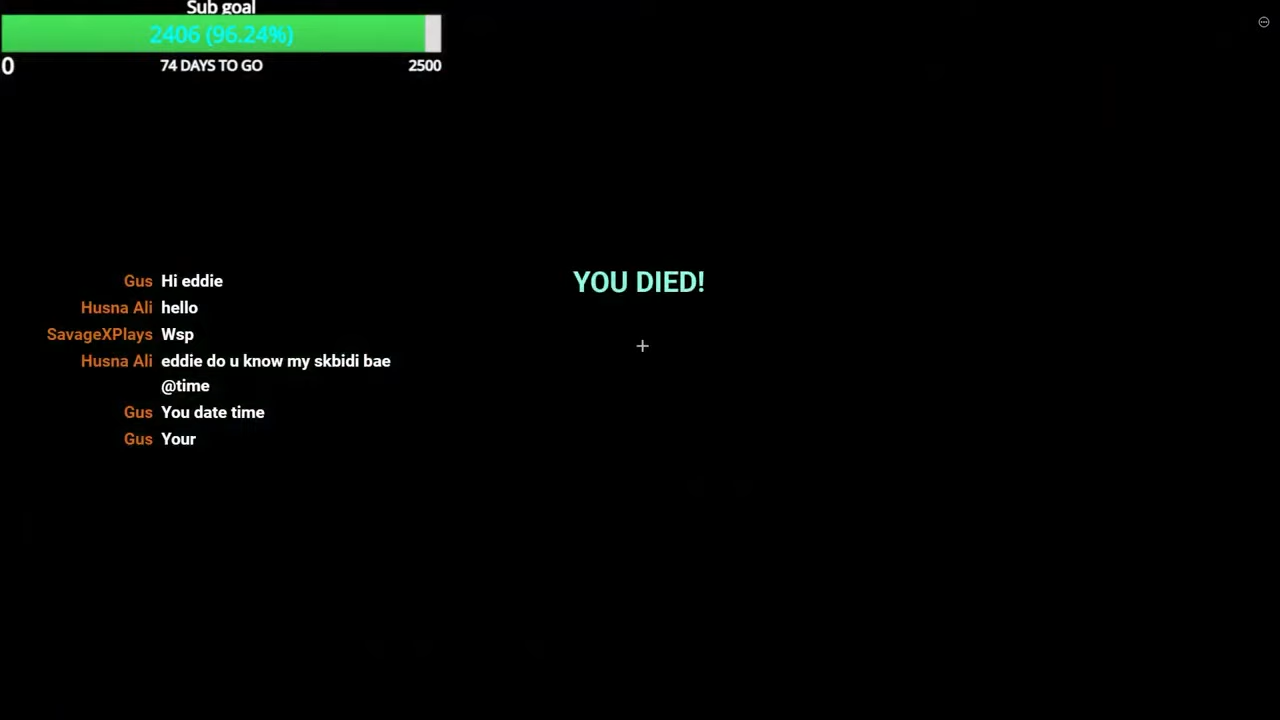 Sub goal
2406 (96.24%)
0 74 DAYS TO GO 2500
YOU DIED!
Gus Hi eddie
Husna Ali hello
SavageXPlays Wsp
Husna Ali eddie do u know my skbidi bae
@time
Gus You date time
Gus Your